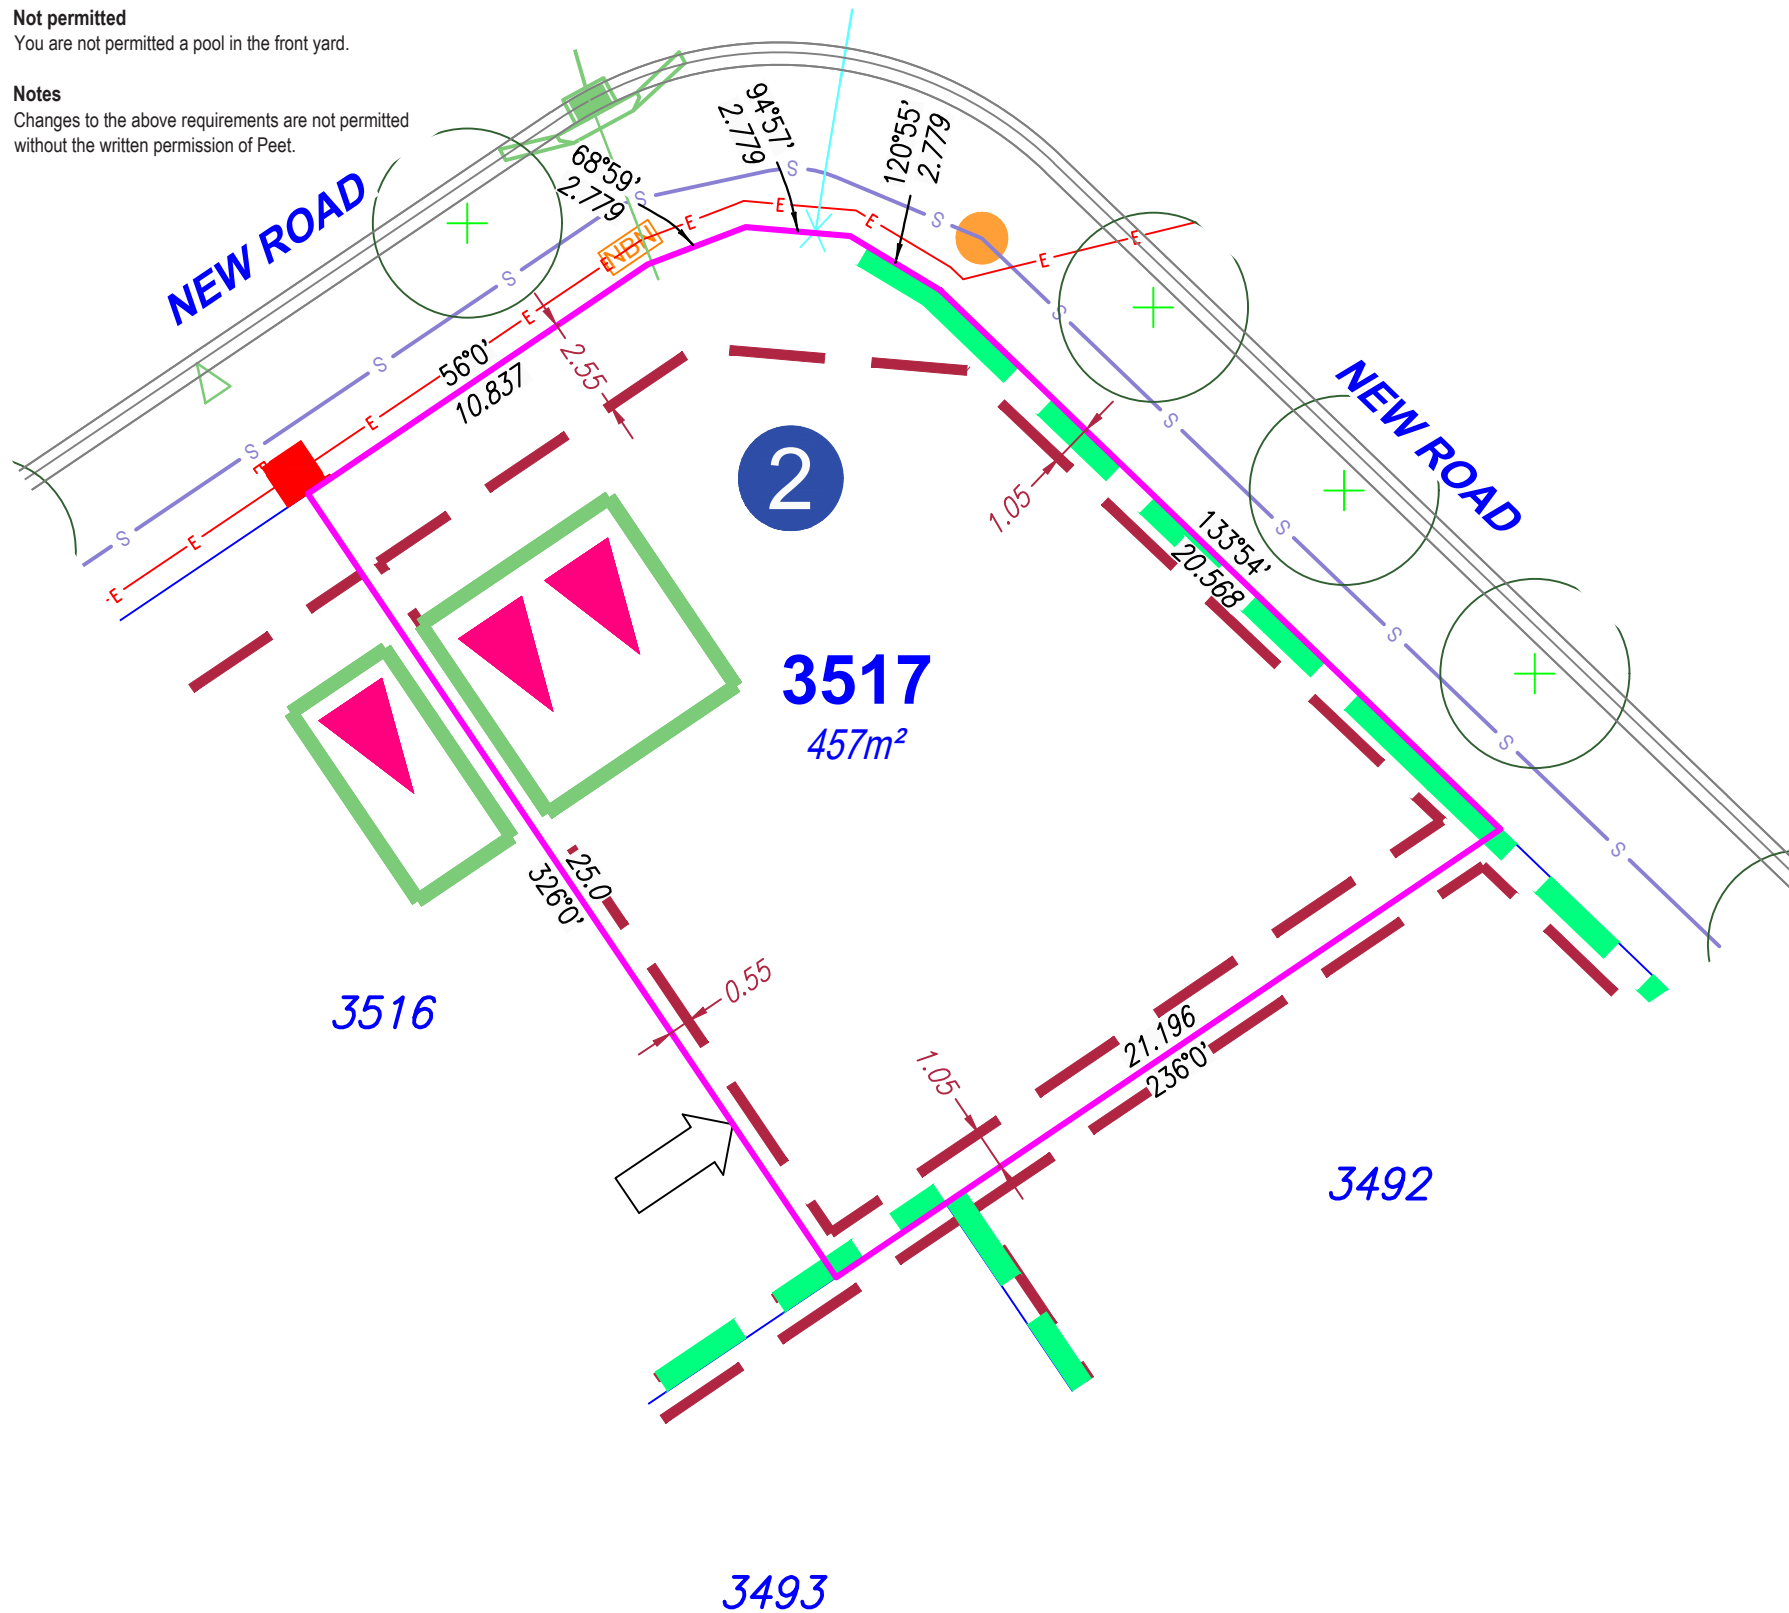 Not permitted
You are not permitted a pool in the front yard.
Notes
Changes to the above requirements are not permitted
without the written permission of Peet.
NEW ROAD
NEW ROAD
68°59'
2.779
94°57'
2.779
120°55'
2.779
S
S
S
S
S
S
S
S
S
S
S
S
S
S
E
E
E
E
E
E
E
E
E
E
E
NBN
56°0'
10.837
2.55
2
1.05
133°54'
20.568
3517
457m²
25.0
326°0'
0.55
3516
1.05
21.196
236°0'
3492
3493